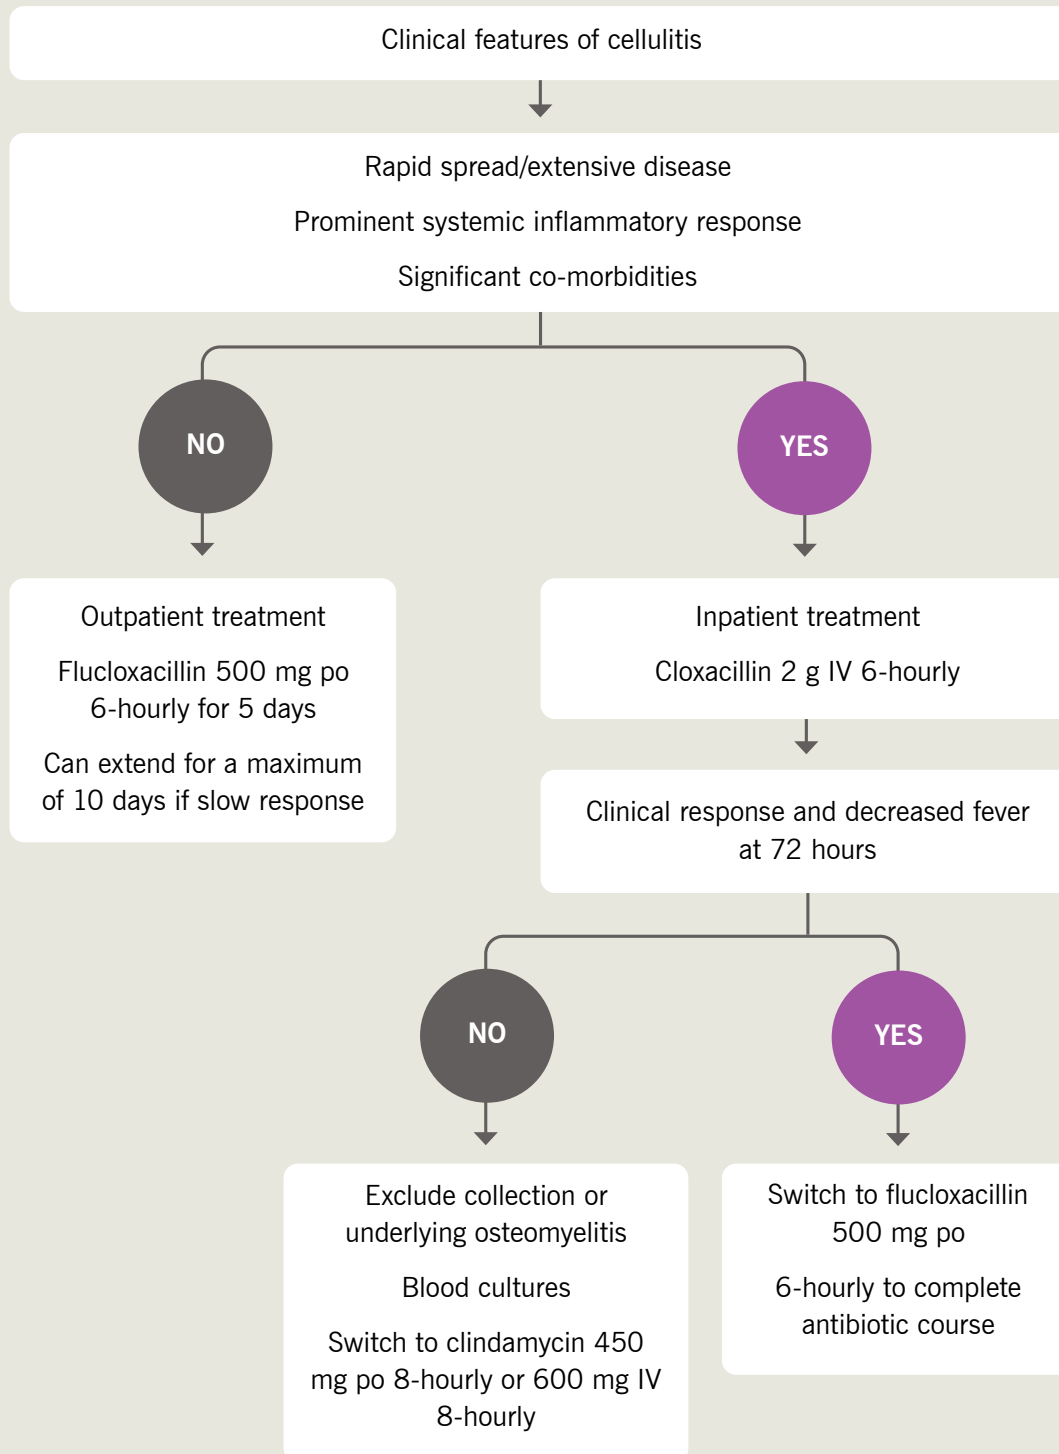 Clinical features of cellulitis
Rapid spread/extensive disease
Prominent systemic inflammatory response
Significant co-morbidities
NO
YES
Outpatient treatment
Flucloxacillin 500 mg po
6-hourly for 5 days
Can extend for a maximum
of 10 days if slow response
Inpatient treatment
Cloxacillin 2 g IV 6-hourly
Clinical response and decreased fever
at 72 hours
NO
YES
Exclude collection or
underlying osteomyelitis
Blood cultures
Switch to clindamycin 450
mg po 8-hourly or 600 mg IV
8-hourly
Switch to flucloxacillin
500 mg po
6-hourly to complete
antibiotic course